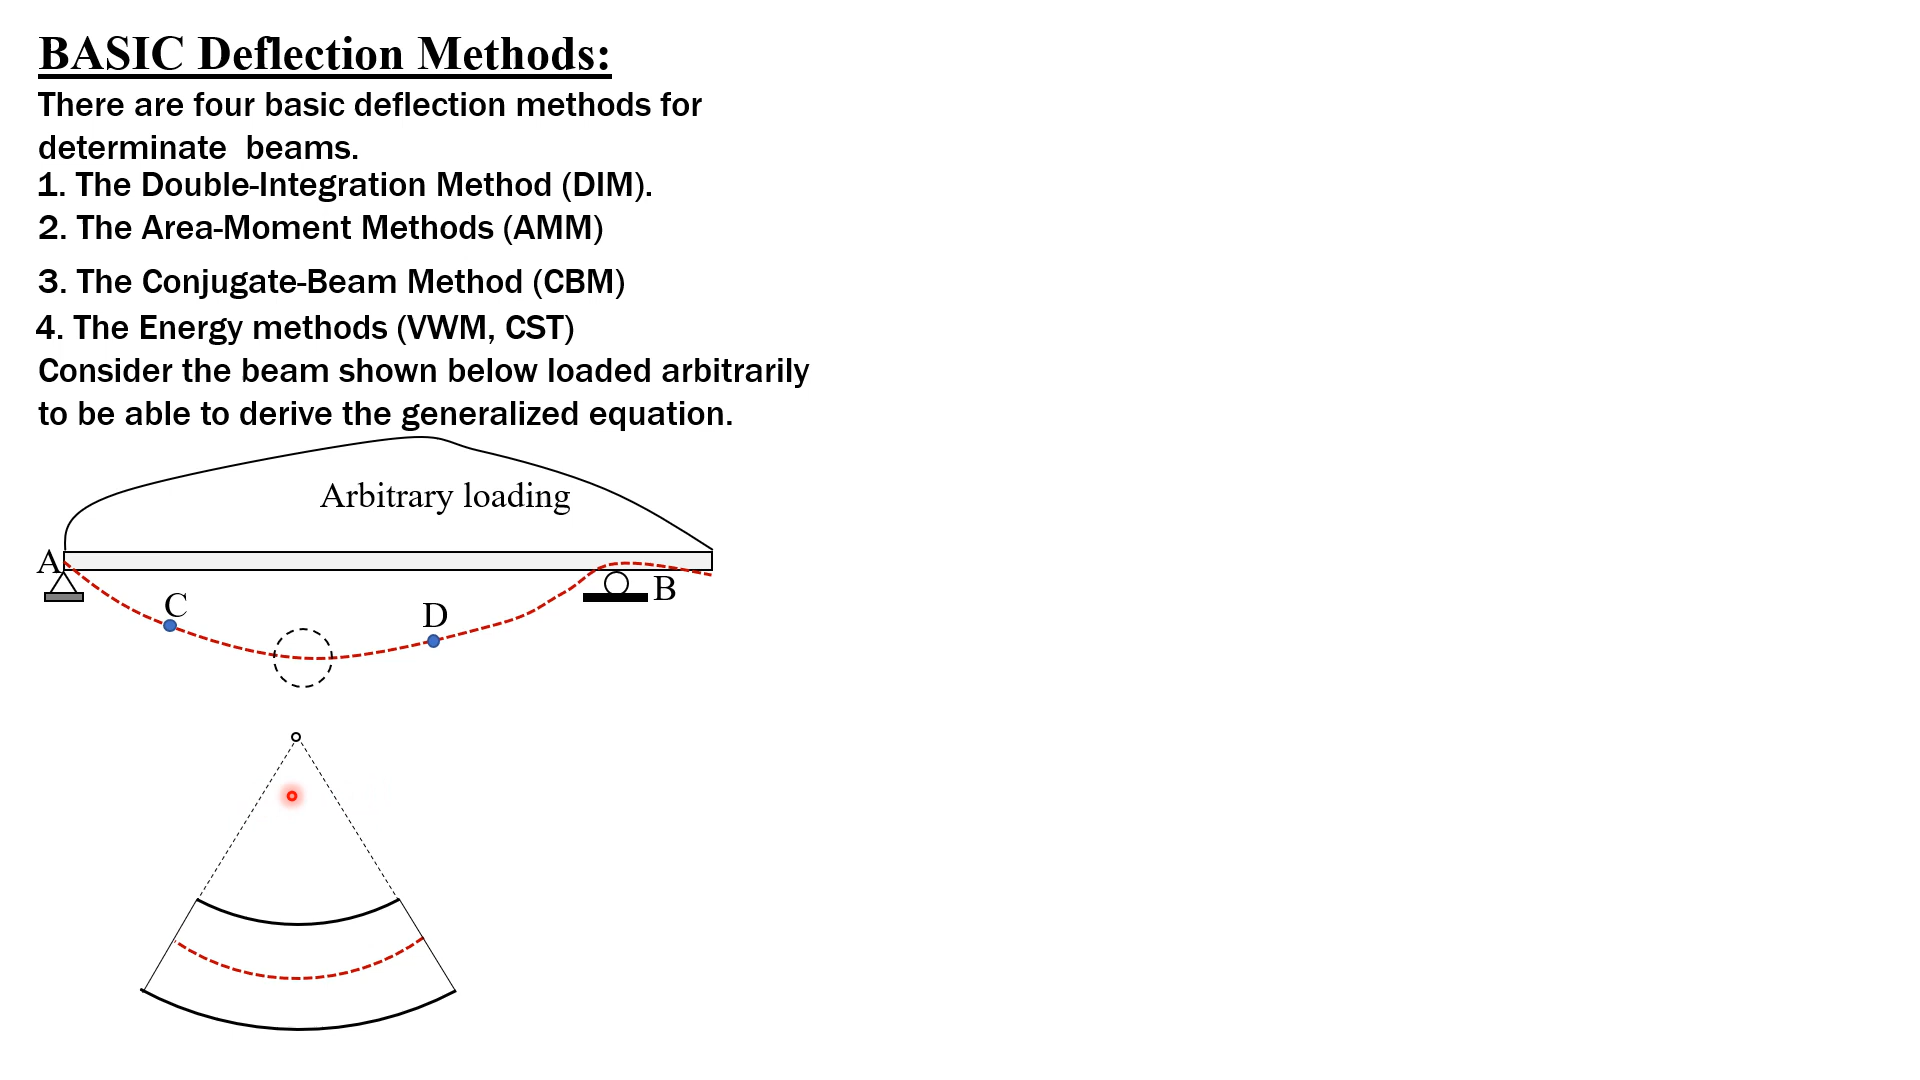 BASIC Deflection Methods:
There are four basic deflection methods for
determinate  beams.
1. The Double-Integration Method (DIM).
2. The Area-Moment Methods (AMM)
3. The Conjugate-Beam Method (CBM)
4. The Energy methods (VWM, CST)
Consider the beam shown below loaded arbitrarily
to be able to derive the generalized equation.
Arbitrary loading
A
B
C
D